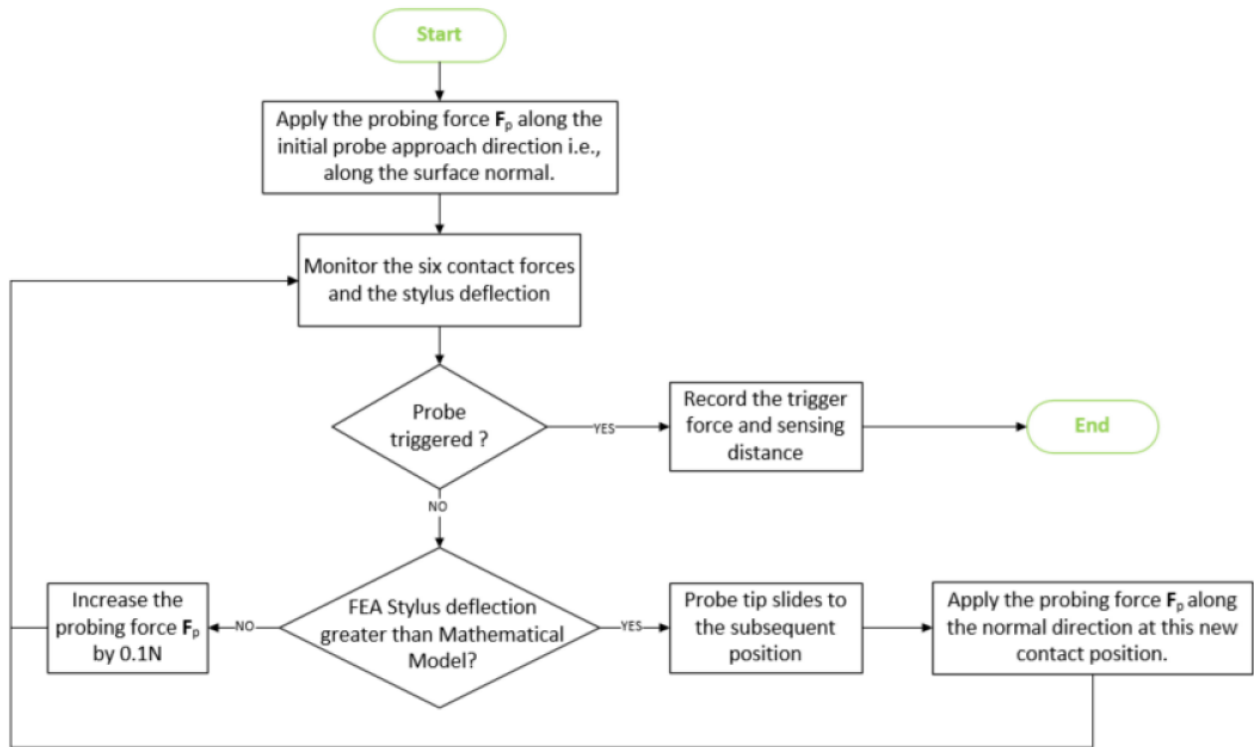 Start
Apply the probing force Fp along the
initial probe approach direction i.e.,
along the surface normal.
Monitor the six contact forces
and the stylus deflection
Probe
triggered ?
YES
Record the trigger
force and sensing
distance
End
NO
FEA Stylus deflection
greater than Mathematical
Model?
NO
Increase the
probing force Fp
by 0.1N
YES
Probe tip slides to
the subsequent
position
Apply the probing force Fp along
the normal direction at this new
contact position.